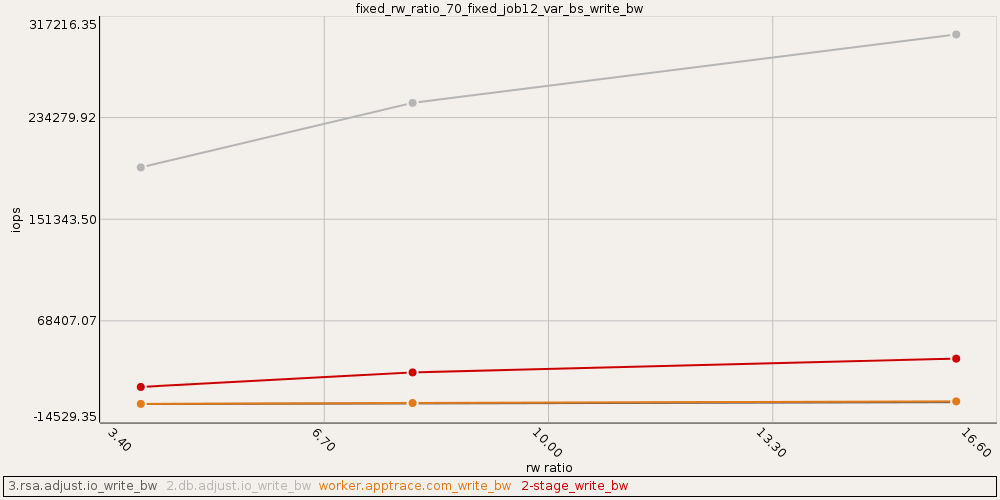 fixed_rw_ratio_70_fixed_job12_var_bs_write_bw
317216.35
234279.92
151343.50
68407.07
-14529.35
iops
3.40
6.70
10.00
13.30
16.60
rw ratio
3.rsa.adjust.io_write_bw 2.db.adjust.io_write_bw worker.apptrace.com_write_bw 2-stage_write_bw